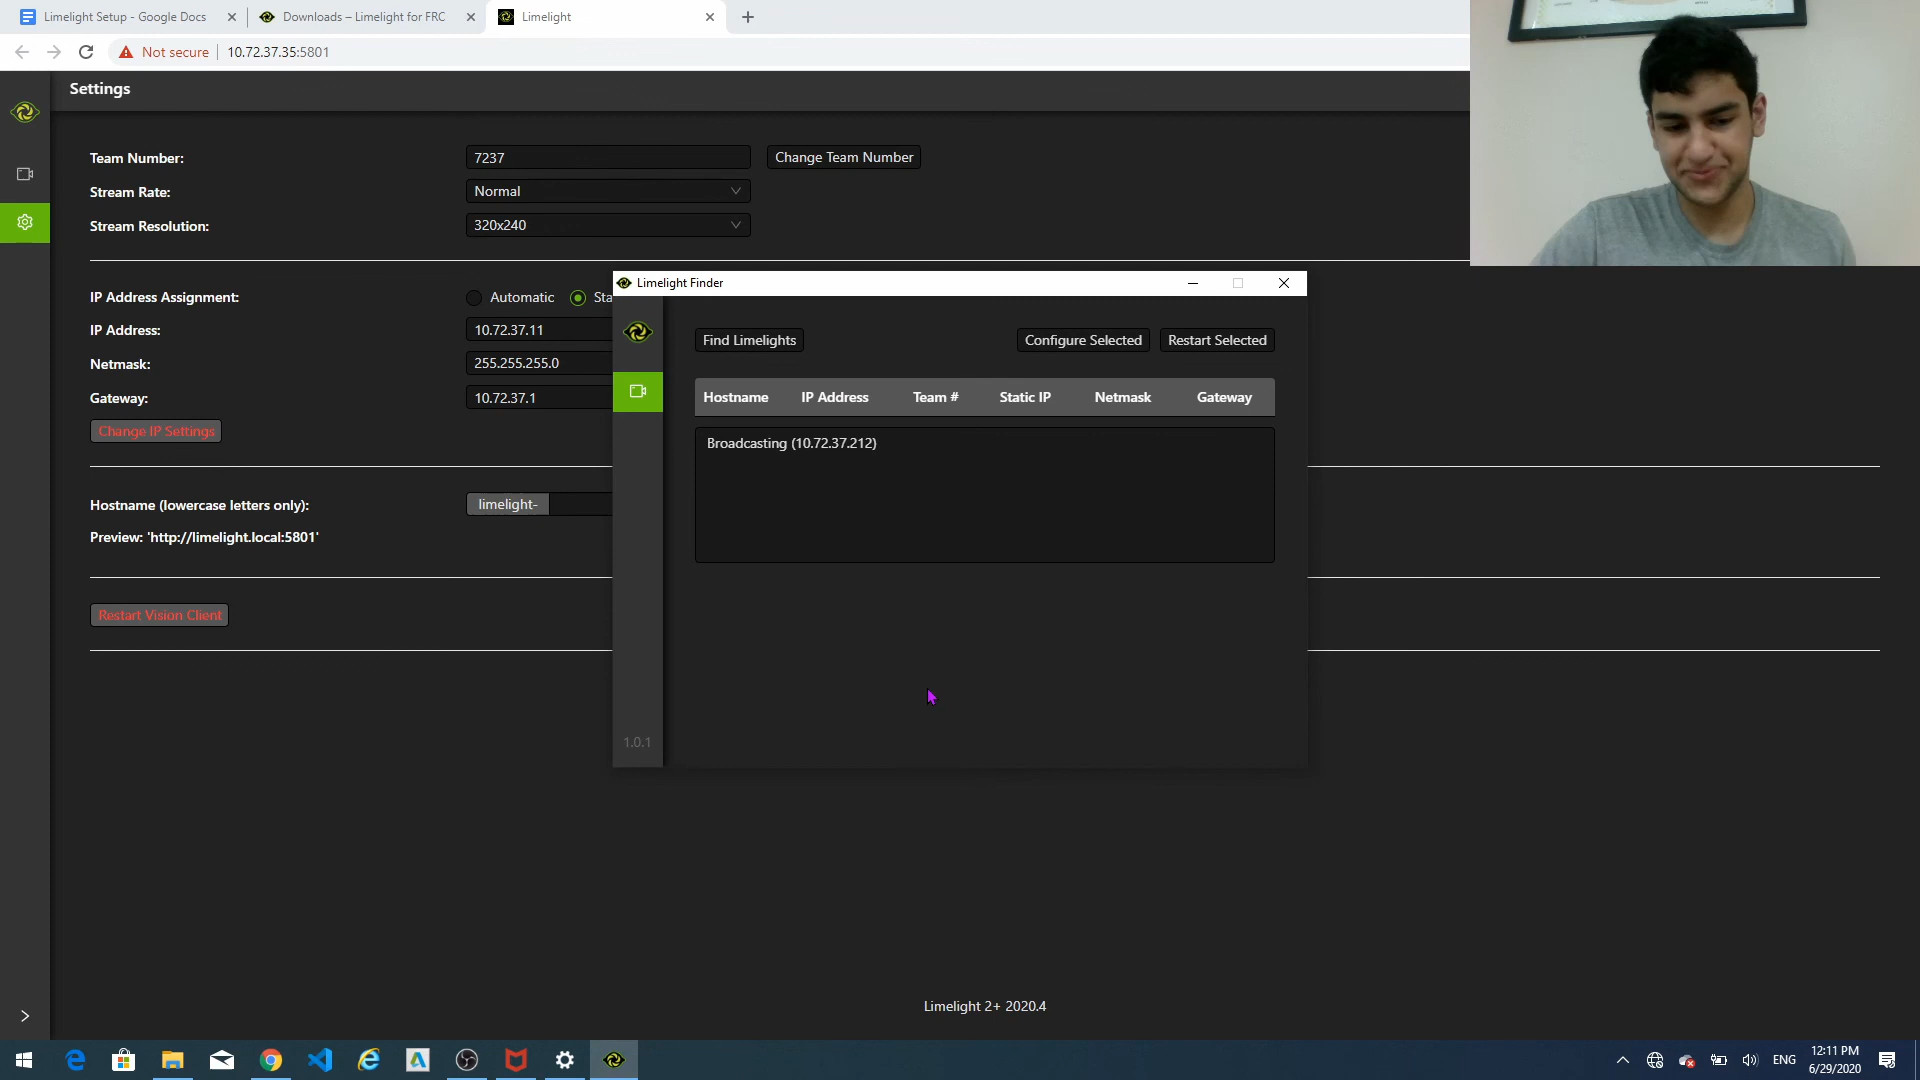 Limelight Setup - Google Docs
Downloads – Limelight for FRC
Limelight
Not secure
10.72.37.35:5801
Settings
Team Number:
7237
Change Team Number
Stream Rate:
Normal
Stream Resolution:
320x240
IP Address Assignment:
Automatic
Sta
IP Address:
10.72.37.11
Netmask:
255.255.255.0
Gateway:
10.72.37.1
Change IP Settings
Hostname (lowercase letters only):
limelight-
Preview: 'http://limelight.local:5801'
Restart Vision Client
Limelight Finder
Find Limelights
Configure Selected
Restart Selected
Hostname IP Address Team # Static IP Netmask Gateway
Broadcasting (10.72.37.212)
1.0.1
Limelight 2+ 2020.4
ENG
12:11 PM
6/29/2020